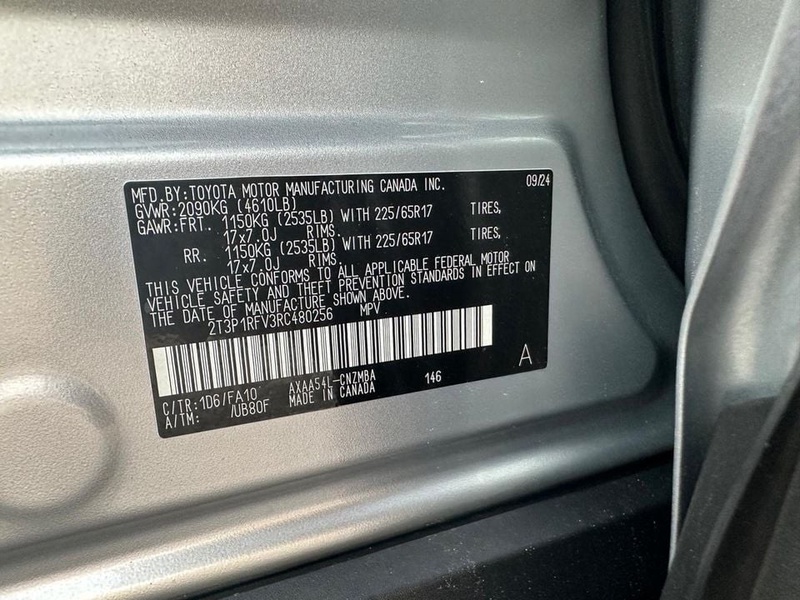 MFD.BY:TOYOTA MOTOR MANUFACTURING CANADA INC. 09/24
GVWR:2090KG (4610LB)
GAWR:FRT. 1150KG (2535LB) WITH 225/65R17 TIRES,
17x7.0J RIMS.
RR. 1150KG (2535LB) WITH 225/65R17 TIRES,
17x7.0J RIMS.
THIS VEHICLE CONFORMS TO ALL APPLICABLE FEDERAL MOTOR
VEHICLE SAFETY AND THEFT PREVENTION STANDARDS IN EFFECT ON
THE DATE OF MANUFACTURE SHOWN ABOVE.
2T3P1RFV3RC480256 MPV
A
C/TR:1D6/FA10 AXAA54L-CNZMBA 146
A/TM: /UB80F MADE IN CANADA